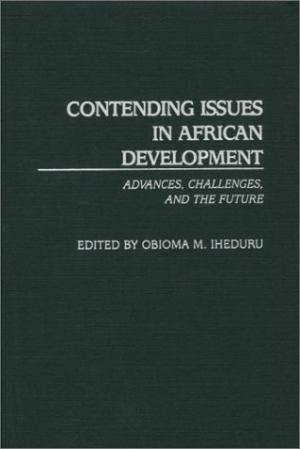 CONTENDING ISSUES
IN AFRICAN
DEVELOPMENT
ADVANCES, CHALLENGES,
AND THE FUTURE
EDITED BY OBIOMA M. IHEDURU